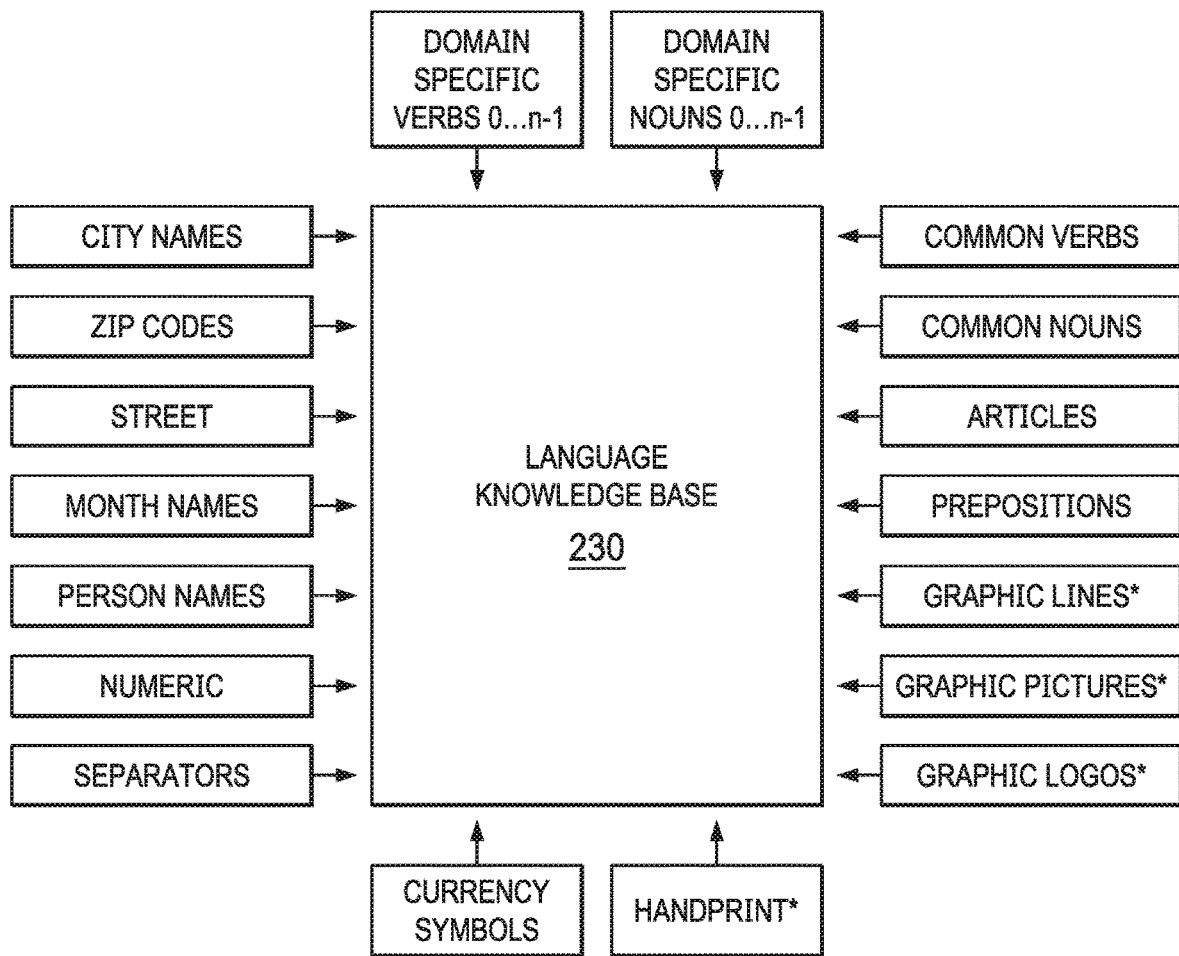 DOMAIN
SPECIFIC
VERBS 0...n-1
DOMAIN
SPECIFIC
NOUNS 0...n-1
CITY NAMES
ZIP CODES
STREET
MONTH NAMES
PERSON NAMES
NUMERIC
SEPARATORS
LANGUAGE
KNOWLEDGE BASE
230
COMMON VERBS
COMMON NOUNS
ARTICLES
PREPOSITIONS
GRAPHIC LINES*
GRAPHIC PICTURES*
GRAPHIC LOGOS*
CURRENCY
SYMBOLS
HANDPRINT*